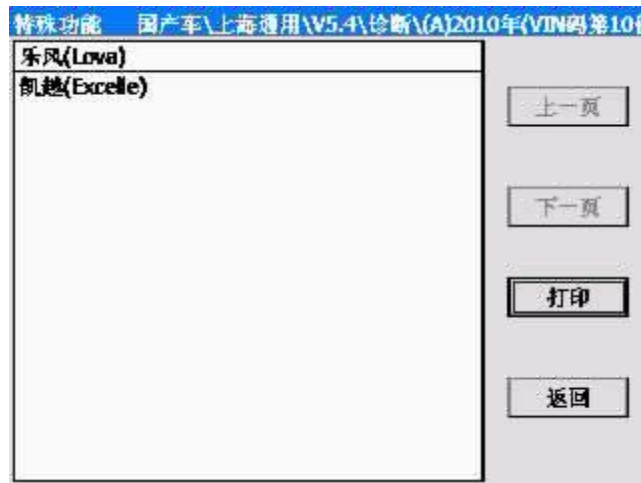 特殊功能 国产车\上海通用\V5.4\诊断\(A)2010年(VIN码第10
乐风(Lova)
凯越(Excelle)
上一页
下一页
打印
返回